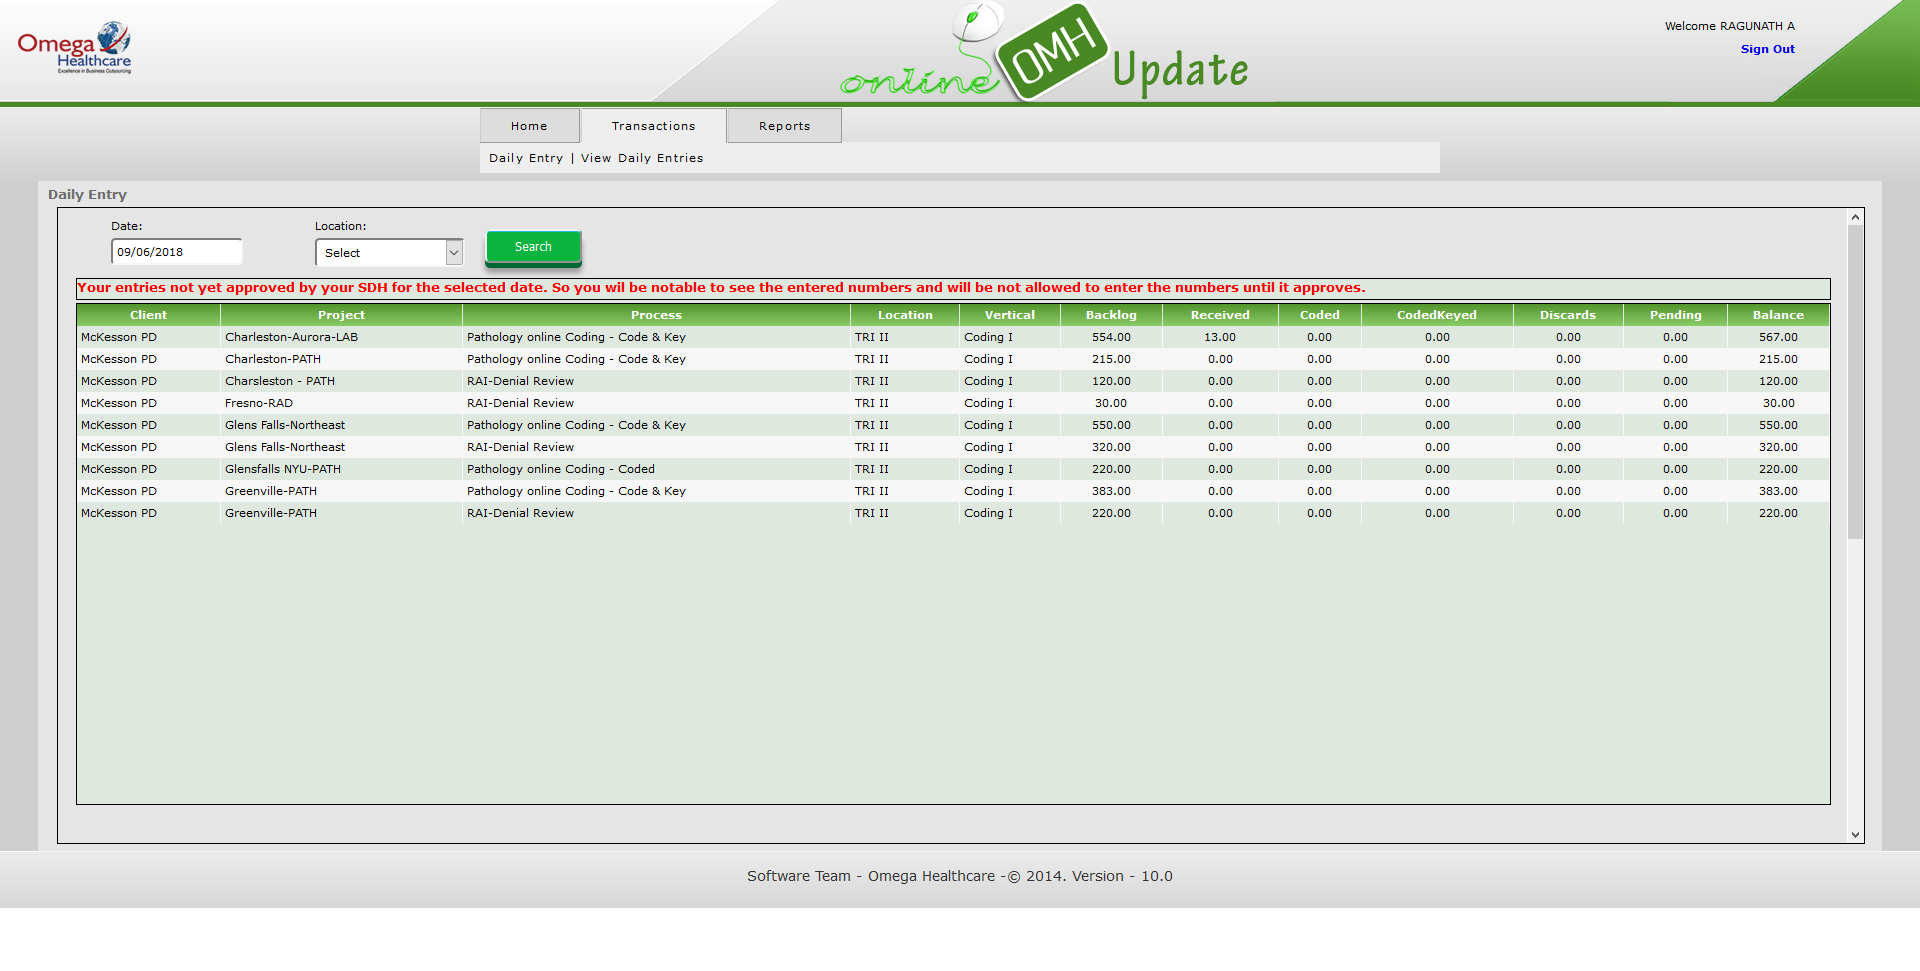 Omega
Healthcare
Excellence in Business Outsourcing
online OMH Update
Welcome RAGUNATH A
Sign Out
Home Transactions Reports
Daily Entry | View Daily Entries
Daily Entry
Date: Location:
09/06/2018 Select Search
Your entries not yet approved by your SDH for the selected date. So you wil be notable to see the entered numbers and will be not allowed to enter the numbers until it approves.
Client Project Process Location Vertical Backlog Received Coded CodedKeyed Discards Pending Balance
McKesson PD Charleston-Aurora-LAB Pathology online Coding - Code & Key TRI II Coding I 554.00 13.00 0.00 0.00 0.00 0.00 567.00
McKesson PD Charleston-PATH Pathology online Coding - Code & Key TRI II Coding I 215.00 0.00 0.00 0.00 0.00 0.00 215.00
McKesson PD Charsleston - PATH RAI-Denial Review TRI II Coding I 120.00 0.00 0.00 0.00 0.00 0.00 120.00
McKesson PD Fresno-RAD RAI-Denial Review TRI II Coding I 30.00 0.00 0.00 0.00 0.00 0.00 30.00
McKesson PD Glens Falls-Northeast Pathology online Coding - Code & Key TRI II Coding I 550.00 0.00 0.00 0.00 0.00 0.00 550.00
McKesson PD Glens Falls-Northeast RAI-Denial Review TRI II Coding I 320.00 0.00 0.00 0.00 0.00 0.00 320.00
McKesson PD Glensfalls NYU-PATH Pathology online Coding - Coded TRI II Coding I 220.00 0.00 0.00 0.00 0.00 0.00 220.00
McKesson PD Greenville-PATH Pathology online Coding - Code & Key TRI II Coding I 383.00 0.00 0.00 0.00 0.00 0.00 383.00
McKesson PD Greenville-PATH RAI-Denial Review TRI II Coding I 220.00 0.00 0.00 0.00 0.00 0.00 220.00
Software Team - Omega Healthcare -© 2014. Version - 10.0